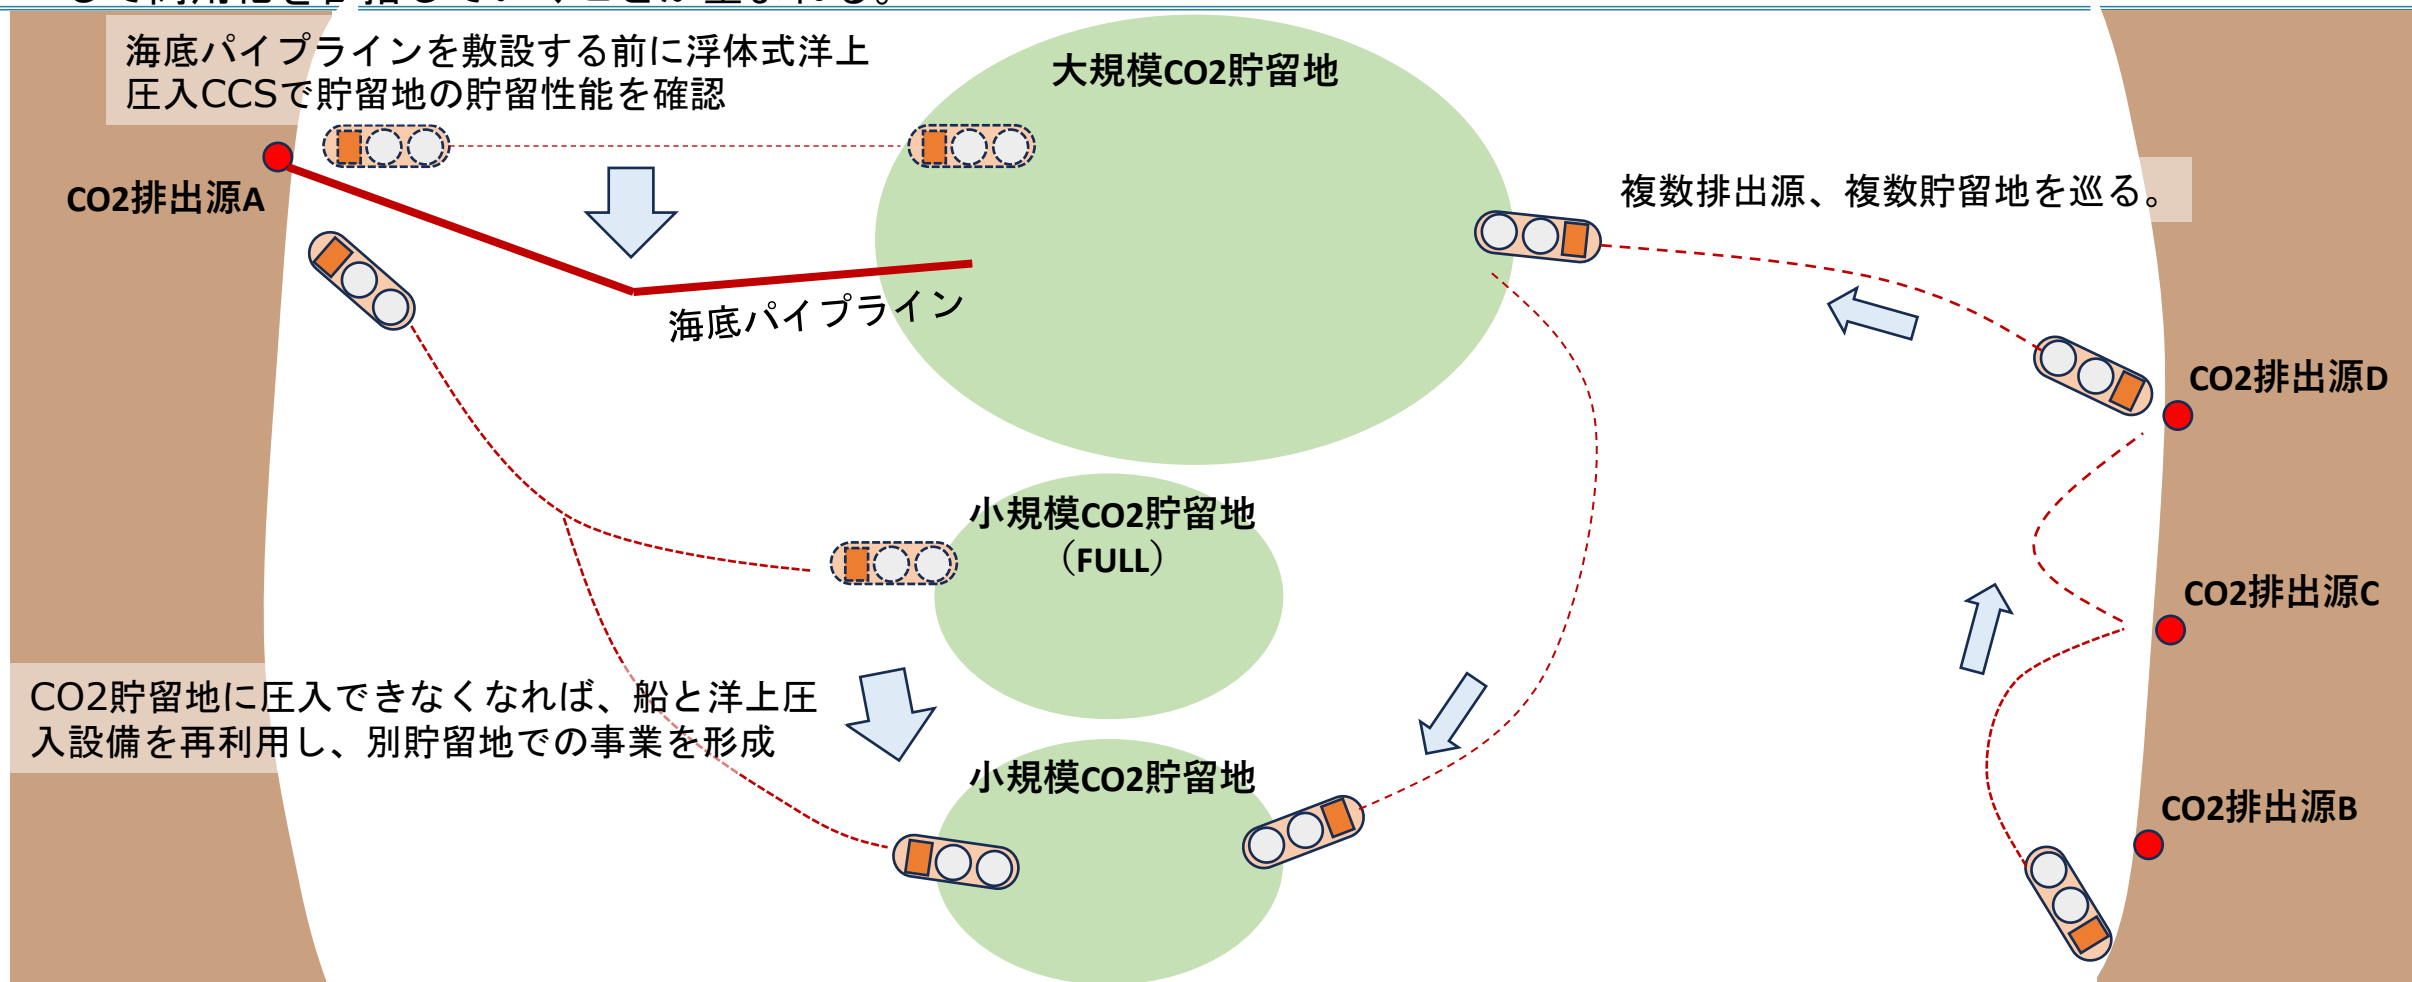 海底パイプラインを敷設する前に浮体式洋上
圧入CCSで貯留地の貯留性能を確認
大規模CO2貯留地
CO2排出源A
複数排出源、複数貯留地を巡る。
海底パイプライン
CO2排出源D
小規模CO2貯留地
（FULL）
CO2排出源C
CO2貯留地に圧入できなくなれば、船と洋上圧
入設備を再利用し、別貯留地での事業を形成
小規模CO2貯留地
CO2排出源B